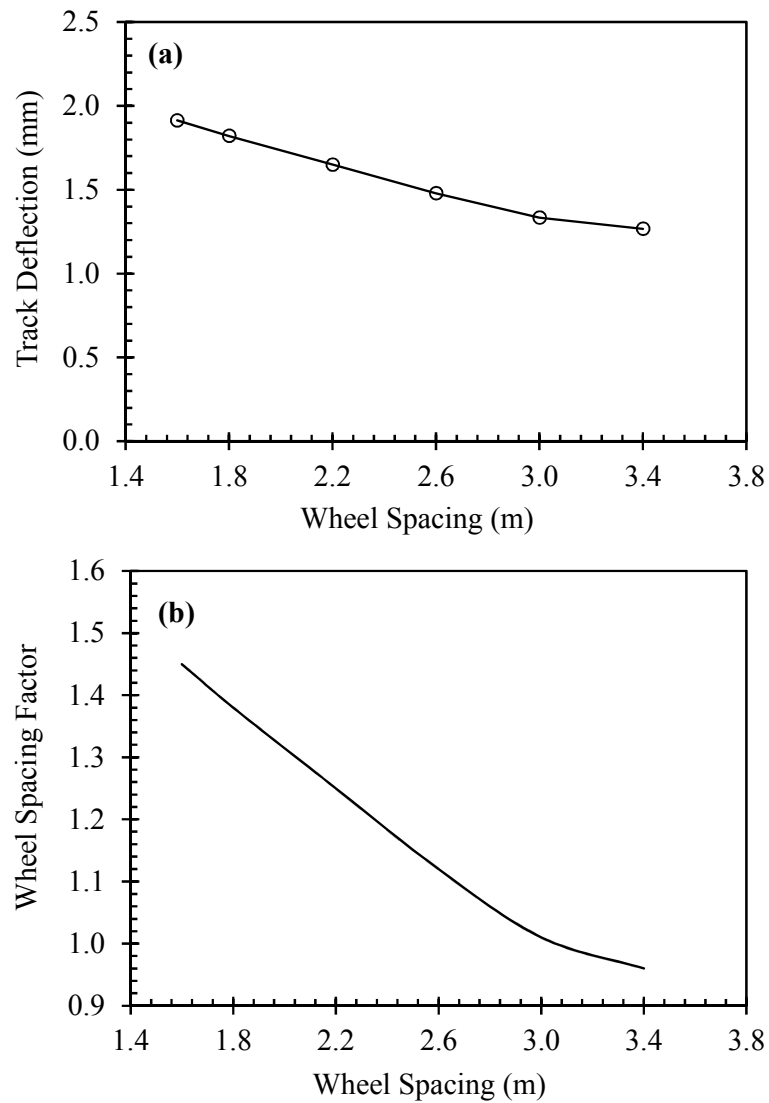 (a)
Track Deflection (mm)
2.5
2.0
1.5
1.0
0.5
0.0
1.4 1.8 2.2 2.6 3.0 3.4 3.8
Wheel Spacing (m)
(b)
Wheel Spacing Factor
1.6
1.5
1.4
1.3
1.2
1.1
1.0
0.9
1.4 1.8 2.2 2.6 3.0 3.4 3.8
Wheel Spacing (m)